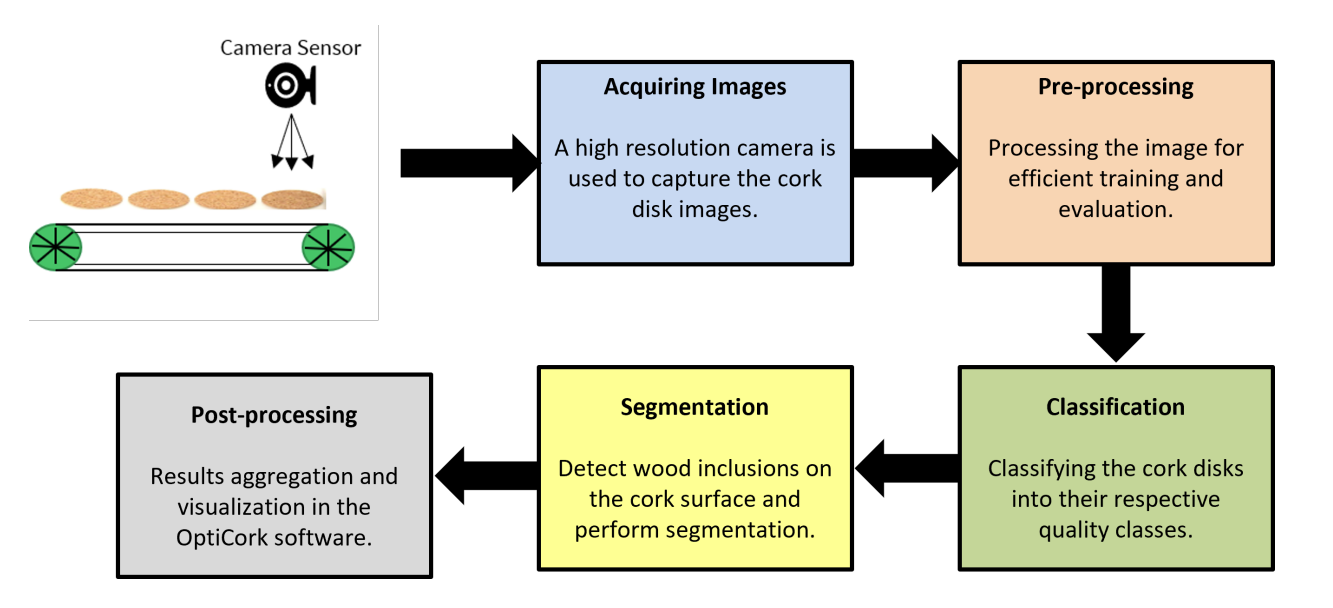 Camera Sensor
Acquiring Images
A high resolution camera is
used to capture the cork
disk images.
Pre-processing
Processing the image for
efficient training and
evaluation.
Classification
Classifying the cork disks
into their respective
quality classes.
Segmentation
Detect wood inclusions on
the cork surface and
perform segmentation.
Post-processing
Results aggregation and
visualization in the
OptiCork software.